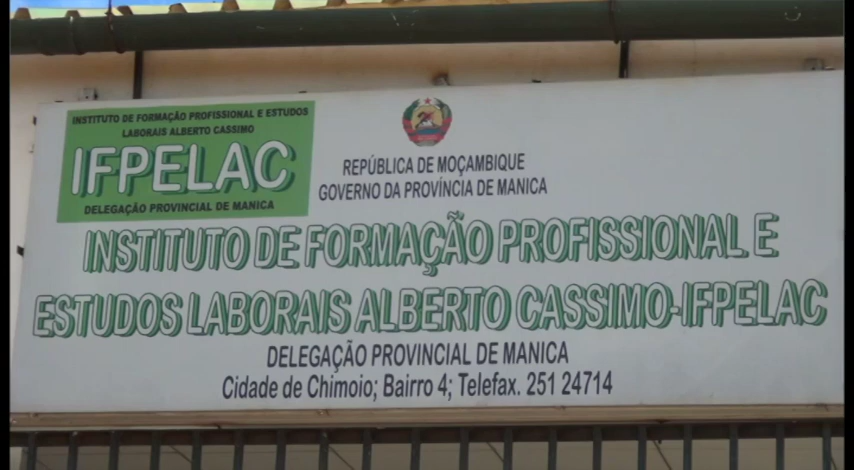 INSTITUTO DE FORMAÇÃO PROFISSIONAL E ESTUDOS
LABORAIS ALBERTO CASSIMO
IFPELAC
DELEGAÇÃO PROVINCIAL DE MANICA
REPÚBLICA DE MOÇAMBIQUE
GOVERNO DA PROVÍNCIA DE MANICA
INSTITUTO DE FORMAÇÃO PROFISSIONAL E
ESTUDOS LABORAIS ALBERTO CASSIMO-IFPELAC
DELEGAÇÃO PROVINCIAL DE MANICA
Cidade de Chimoio; Bairro 4; Telefax. 251 24714